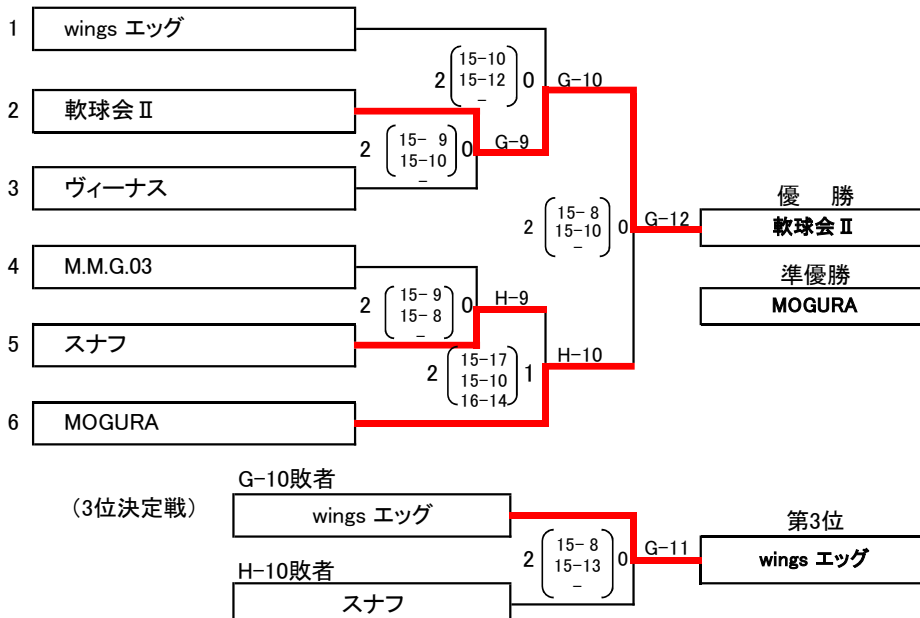 1 wings エッグ
2 15-10 0
15-12
-
G-10
2 軟球会Ⅱ
2 15- 9 0
15-10
-
G-9
3 ヴィーナス
優 勝
2 15- 8 0
15-10
-
G-12
軟球会Ⅱ
4 M.M.G.03
準優勝
MOGURA
2 15- 9 0
15- 8
-
H-9
5 スナフ
2 15-17 1
15-10
16-14
H-10
6 MOGURA
(3位決定戦)
G-10敗者
wings エッグ
第3位
2 15- 8 0
15-13
-
G-11
wings エッグ
H-10敗者
スナフ